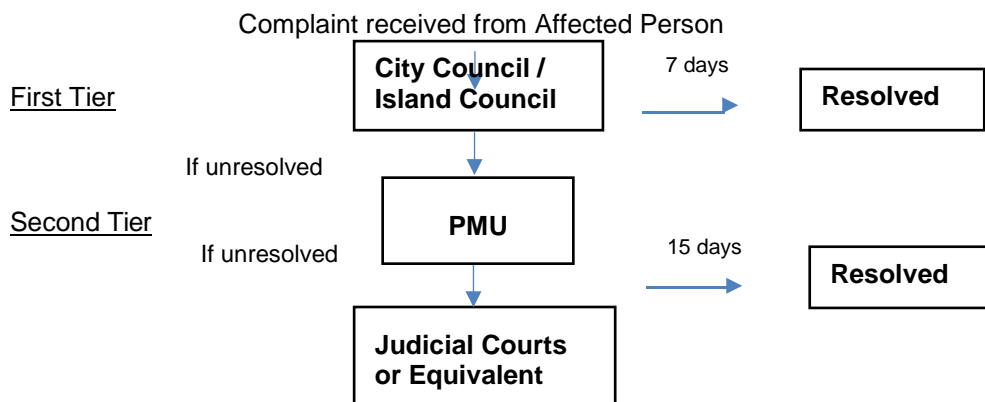 Complaint received from Affected Person
City Council /
Island Council
7 days
Resolved
First Tier
If unresolved
PMU
Second Tier
If unresolved
15 days
Resolved
Judicial Courts
or Equivalent